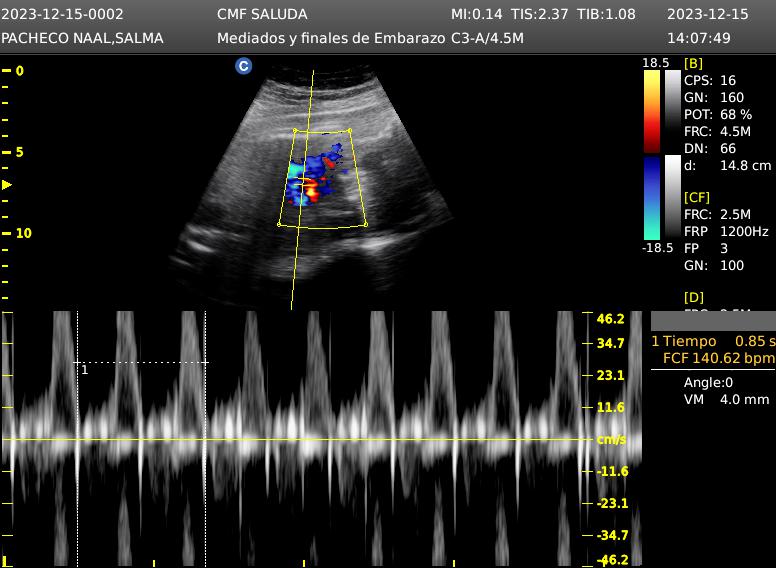 2023-12-15-0002 CMF SALUDA MI:0.14 TIS:2.37 TIB:1.08 2023-12-15
PACHECO NAAL,SALMA Mediados y finales de Embarazo C3-A/4.5M 14:07:49
C
0
5
10
18.5
-18.5
[B]
CPS: 16
GN: 160
POT: 68 %
FRC: 4.5M
DN: 66
d: 14.8 cm
[CF]
FRC: 2.5M
FRP 1200Hz
FP 3
GN: 100
[D]
1
46.2
34.7
23.1
11.6
cm/s
-11.6
-23.1
-34.7
-46.2
1 Tiempo 0.85 s
FCF 140.62 bpm
Angle:0
VM 4.0 mm